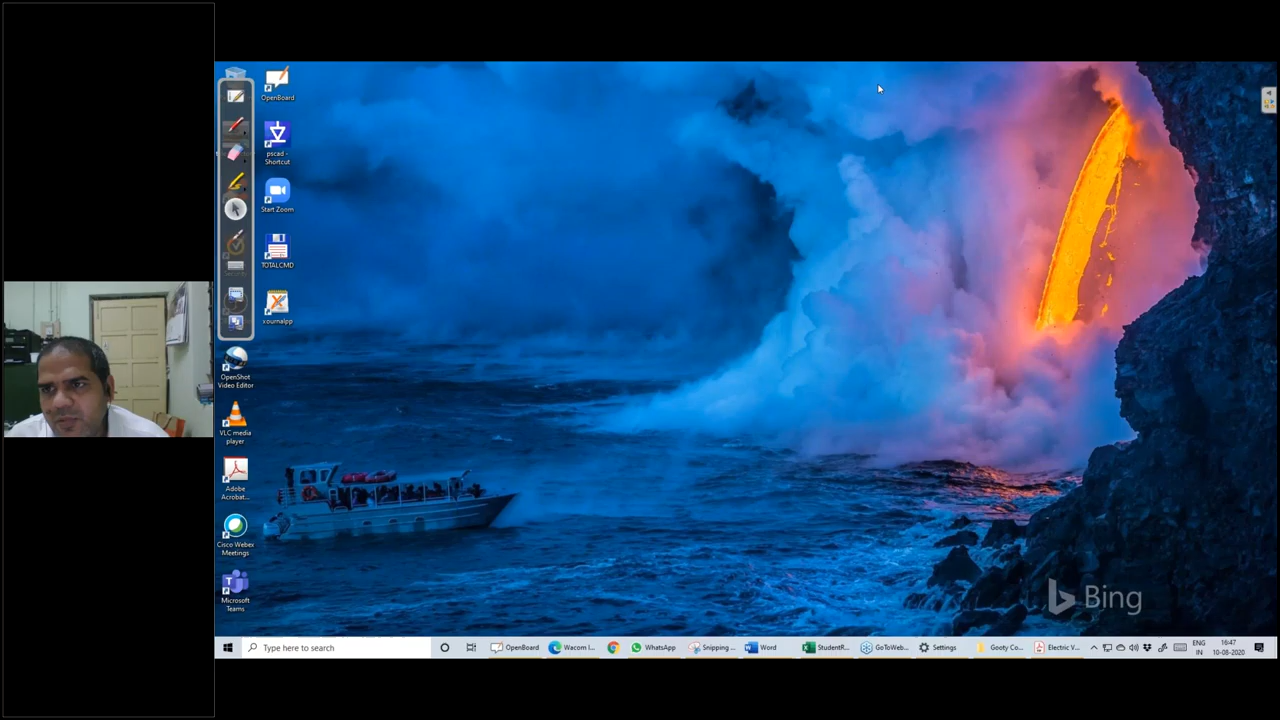 OpenBoard
pscad -
Shortcut
Start Zoom
TOTALCMD
xournalpp
OpenShot
Video Editor
VLC media
player
Adobe
Acrobat...
Cisco Webex
Meetings
Microsoft
Teams
Bing
Type here to search
OpenBoard
Wacom I...
WhatsApp
Snipping ...
Word
StudentR...
GoToWeb...
Settings
Gooty Co...
Electric V...
ENG
IN
16:47
10-08-2020